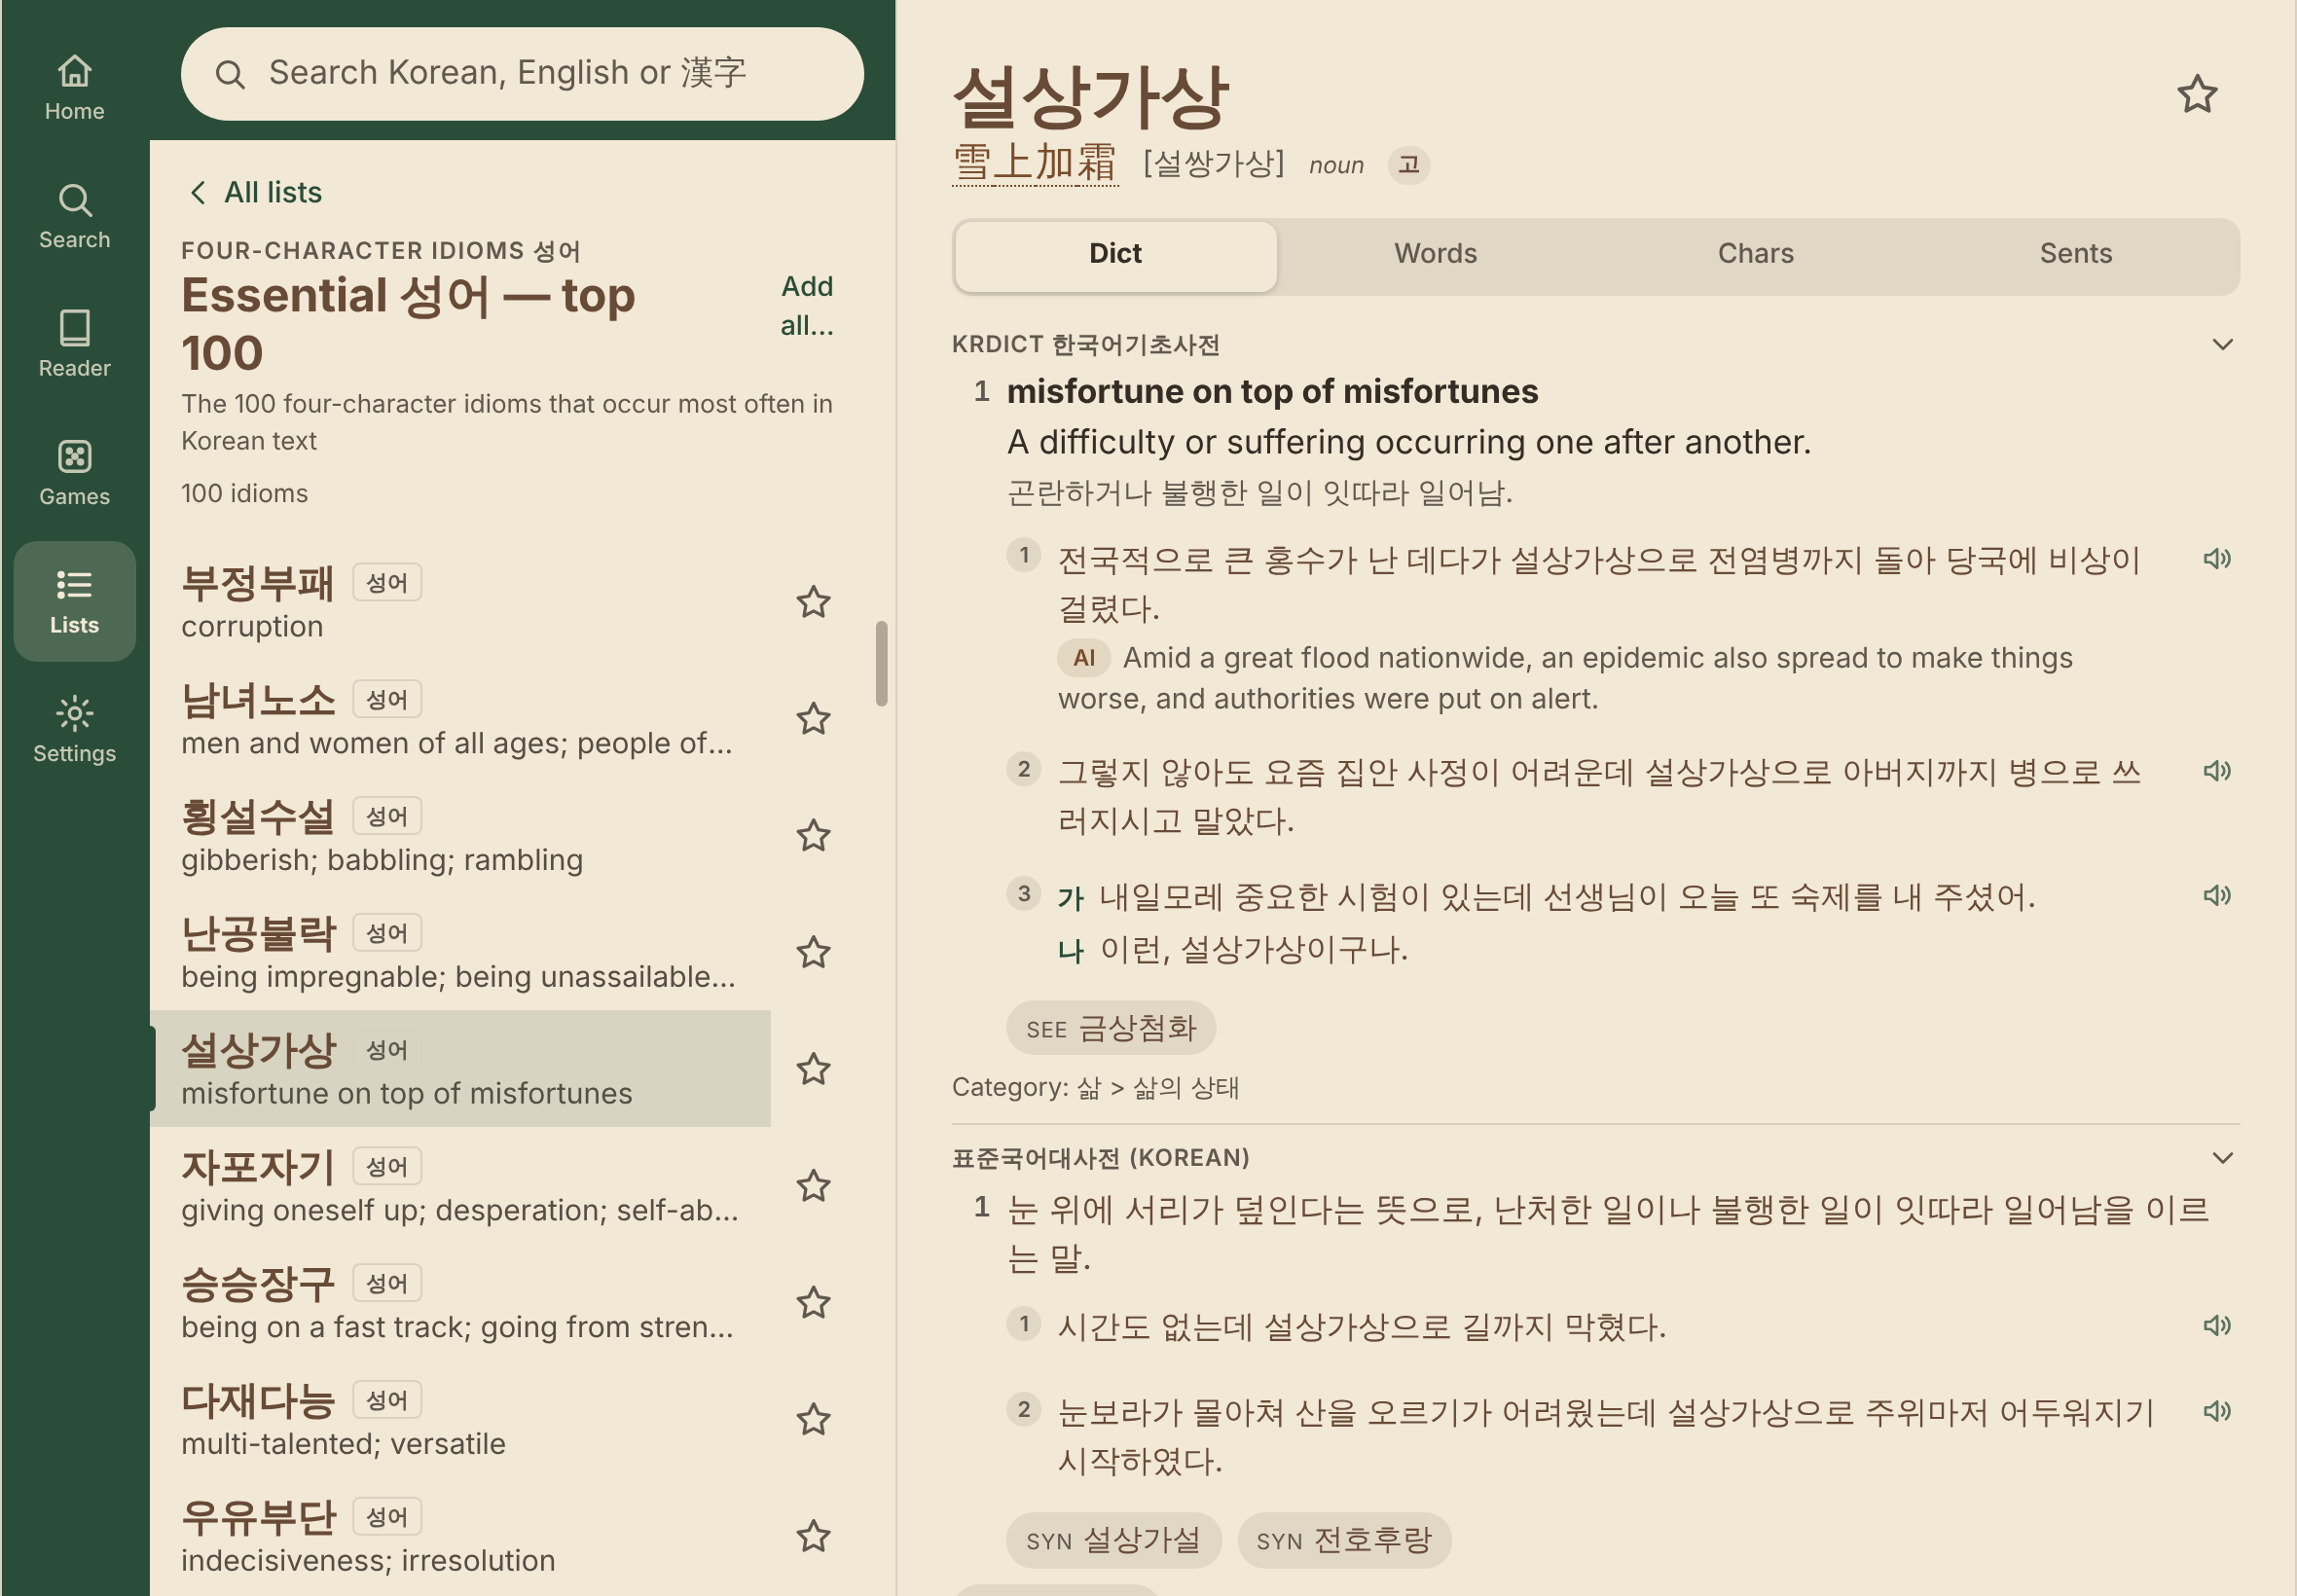 Home
Search
Reader
Games
Lists
Settings
Search Korean, English or 漢字
All lists
FOUR-CHARACTER IDIOMS 성어
Essential 성어 — top
100
Add
all...
The 100 four-character idioms that occur most often in
Korean text
100 idioms
부정부패 성어
corruption
남녀노소 성어
men and women of all ages; people of...
횡설수설 성어
gibberish; babbling; rambling
난공불락 성어
being impregnable; being unassailable...
설상가상 성어
misfortune on top of misfortunes
자포자기 성어
giving oneself up; desperation; self-ab...
승승장구 성어
being on a fast track; going from stren...
다재다능 성어
multi-talented; versatile
우유부단 성어
indecisiveness; irresolution
설상가상
雪上加霜 [설쌍가상] noun 고
Dict Words Chars Sents
KRDICT 한국어기초사전
1 misfortune on top of misfortunes
A difficulty or suffering occurring one after another.
곤란하거나 불행한 일이 잇따라 일어남.
1 전국적으로 큰 홍수가 난 데다가 설상가상으로 전염병까지 돌아 당국에 비상이
걸렸다.
AI Amid a great flood nationwide, an epidemic also spread to make things
worse, and authorities were put on alert.
2 그렇지 않아도 요즘 집안 사정이 어려운데 설상가상으로 아버지까지 병으로 쓰
러지시고 말았다.
3 가 내일모레 중요한 시험이 있는데 선생님이 오늘 또 숙제를 내 주셨어.
나 이런, 설상가상이구나.
SEE 금상첨화
Category: 삶 > 삶의 상태
표준국어대사전 (KOREAN)
1 눈 위에 서리가 덮인다는 뜻으로, 난처한 일이나 불행한 일이 잇따라 일어남을 이르
는 말.
1 시간도 없는데 설상가상으로 길까지 막혔다.
2 눈보라가 몰아쳐 산을 오르기가 어려웠는데 설상가상으로 주위마저 어두워지기
시작하였다.
SYN 설상가설 SYN 전호후랑